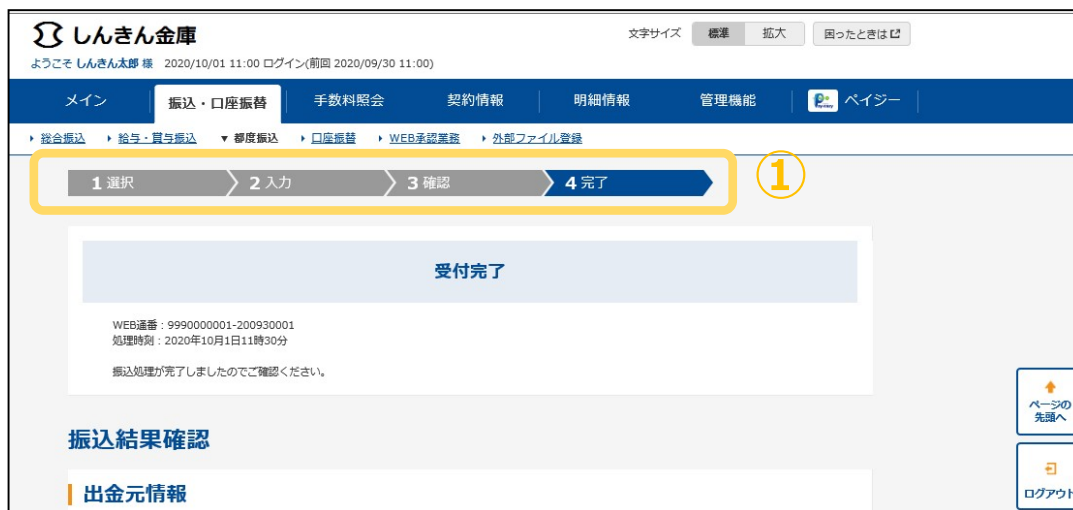 しんきん金庫
文字サイズ 標準 拡大 困ったときは
ようこそ しんきん太郎 様 2020/10/01 11:00 ログイン(前回 2020/09/30 11:00)
メイン 振込・口座振替 手数料照会 契約情報 明細情報 管理機能 ペイジー
総合振込 給与・賞与振込 都度振込 口座振替 WEB承認業務 外部ファイル登録
1 選択 2 入力 3 確認 4 完了
①
受付完了
WEB通番：9990000001-200930001
処理時刻：2020年10月1日11時30分
振込処理が完了しましたのでご確認ください。
ページの
先頭へ
振込結果確認
出金元情報
ログアウト